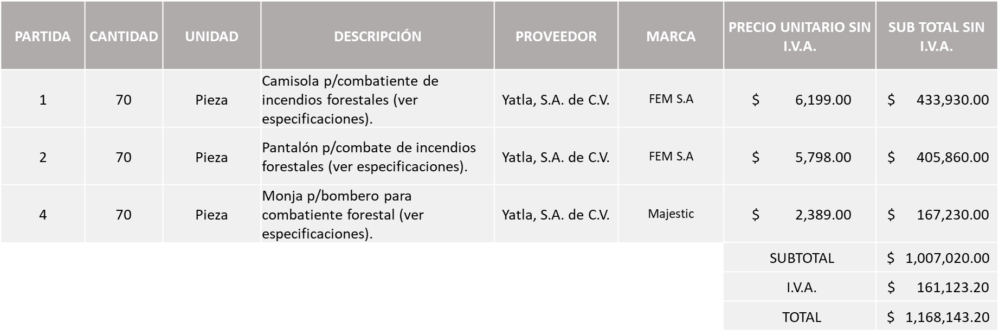 PARTIDA CANTIDAD UNIDAD DESCRIPCIÓN PROVEEDOR MARCA PRECIO UNITARIO SIN I.V.A. SUB TOTAL SIN I.V.A.
1 70 Pieza Camisola p/combatiente de incendios forestales (ver especificaciones). Yatla, S.A. de C.V. FEM S.A $ 6,199.00 $ 433,930.00
2 70 Pieza Pantalón p/combate de incendios forestales (ver especificaciones). Yatla, S.A. de C.V. FEM S.A $ 5,798.00 $ 405,860.00
4 70 Pieza Monja p/bombero para combatiente forestal (ver especificaciones). Yatla, S.A. de C.V. Majestic $ 2,389.00 $ 167,230.00
SUBTOTAL $ 1,007,020.00
I.V.A. $ 161,123.20
TOTAL $ 1,168,143.20